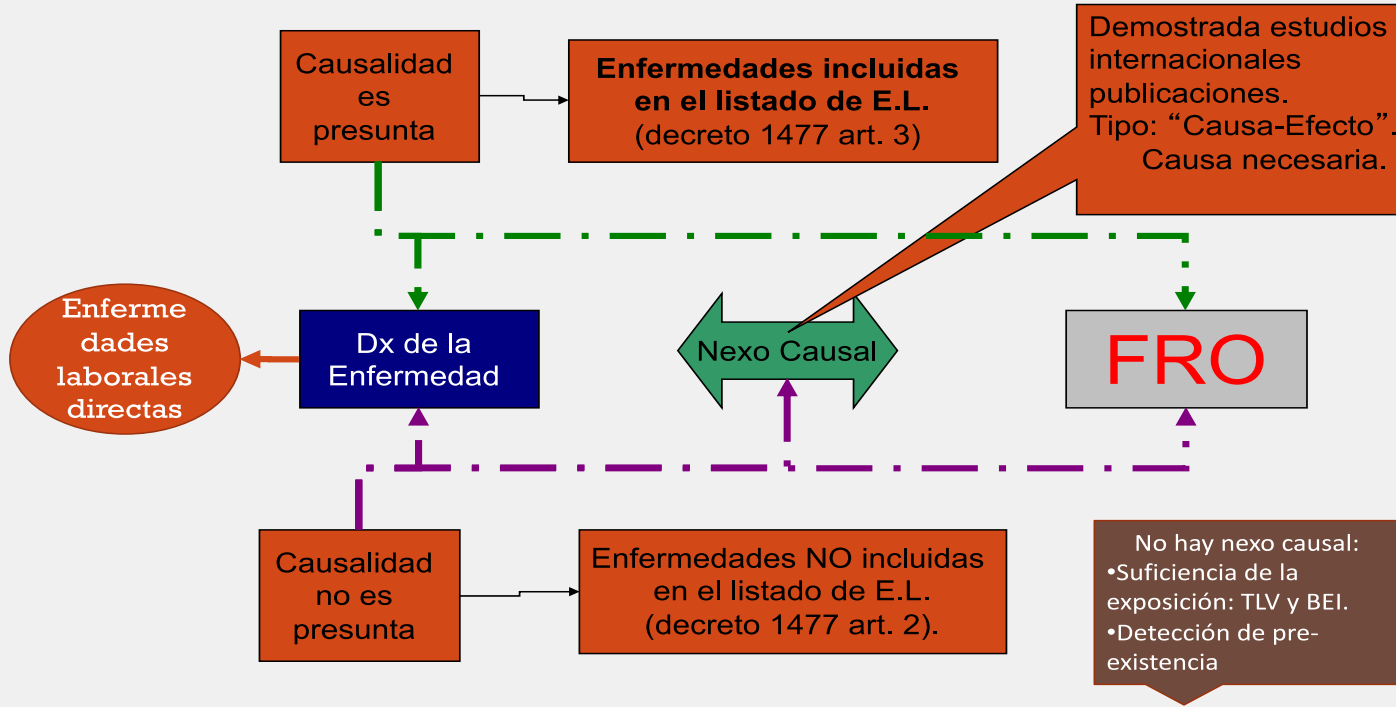 Causalidad
es
presunta
Enfermedades incluidas
en el listado de E.L.
(decreto 1477 art. 3)
Demostrada estudios
internacionales
publicaciones.
Tipo: “Causa-Efecto”.
Causa necesaria.
Enferme
dades
laborales
directas
Dx de la
Enfermedad
Nexo Causal
FRO
Causalidad
no es
presunta
Enfermedades NO incluidas
en el listado de E.L.
(decreto 1477 art. 2).
No hay nexo causal:
•Suficiencia de la
exposición: TLV y BEI.
•Detección de pre-
existencia